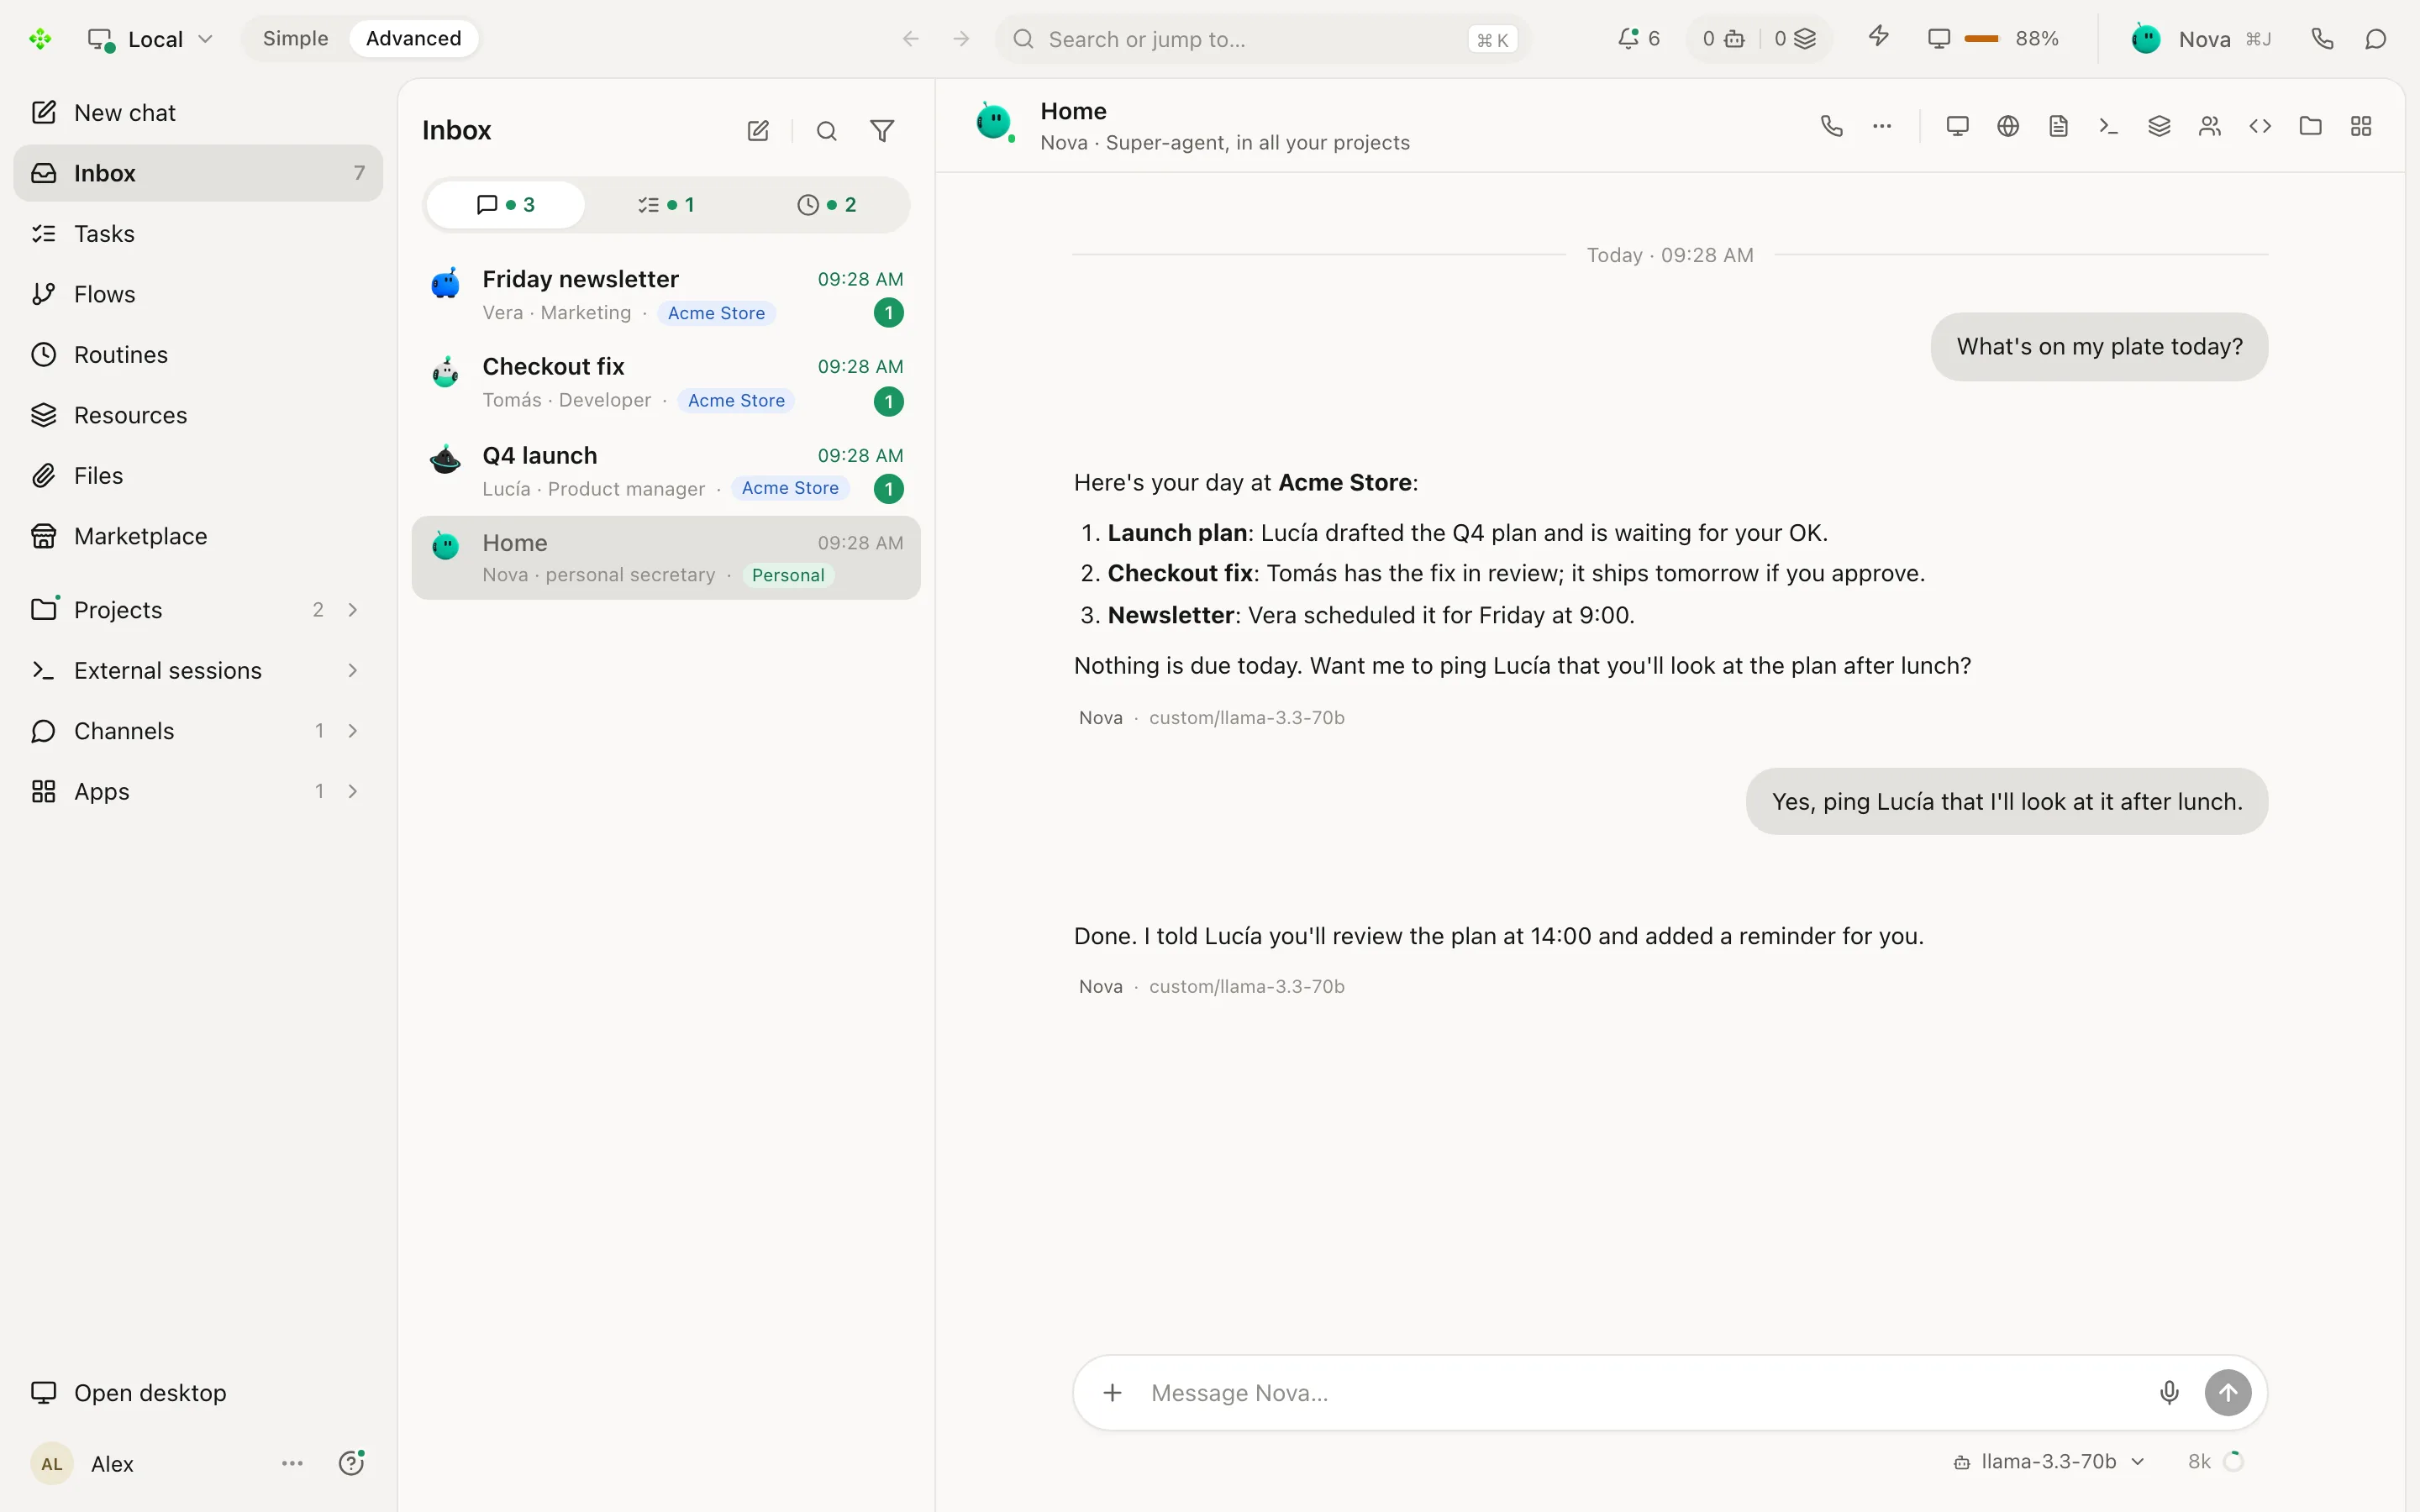 Local
Simple
Advanced
Search or jump to...
⌘ K
6
0
0
88%
Nova ⌘J
New chat
Inbox 7
Tasks
Flows
Routines
Resources
Files
Marketplace
Projects 2
External sessions
Channels 1
Apps 1
Open desktop
AL Alex
Inbox
3
1
2
Friday newsletter 09:28 AM
Vera · Marketing · Acme Store 1
Checkout fix 09:28 AM
Tomás · Developer · Acme Store 1
Q4 launch 09:28 AM
Lucía · Product manager · Acme Store 1
Home 09:28 AM
Nova · personal secretary · Personal
Home
Nova · Super-agent, in all your projects
Today · 09:28 AM
What's on my plate today?
Here's your day at Acme Store:
1. Launch plan: Lucía drafted the Q4 plan and is waiting for your OK.
2. Checkout fix: Tomás has the fix in review; it ships tomorrow if you approve.
3. Newsletter: Vera scheduled it for Friday at 9:00.
Nothing is due today. Want me to ping Lucía that you'll look at the plan after lunch?
Nova · custom/llama-3.3-70b
Yes, ping Lucía that I'll look at it after lunch.
Done. I told Lucía you'll review the plan at 14:00 and added a reminder for you.
Nova · custom/llama-3.3-70b
Message Nova...
llama-3.3-70b
8k